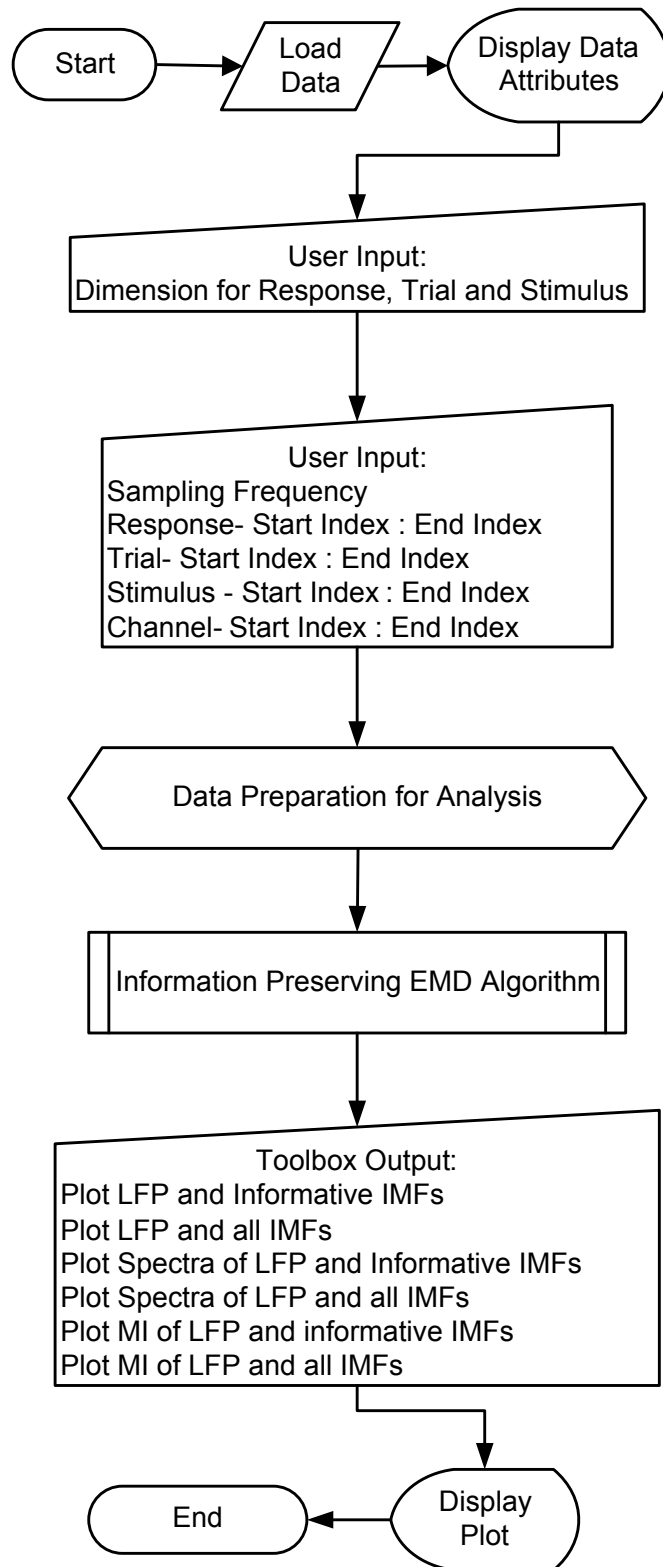 Start
Load
Data
Display Data
Attributes
User Input:
Dimension for Response, Trial and Stimulus
User Input:
Sampling Frequency
Response- Start Index : End Index
Trial- Start Index : End Index
Stimulus - Start Index : End Index
Channel- Start Index : End Index
Data Preparation for Analysis
Information Preserving EMD Algorithm
Toolbox Output:
Plot LFP and Informative IMFs
Plot LFP and all IMFs
Plot Spectra of LFP and Informative IMFs
Plot Spectra of LFP and all IMFs
Plot MI of LFP and informative IMFs
Plot MI of LFP and all IMFs
Display
Plot
End